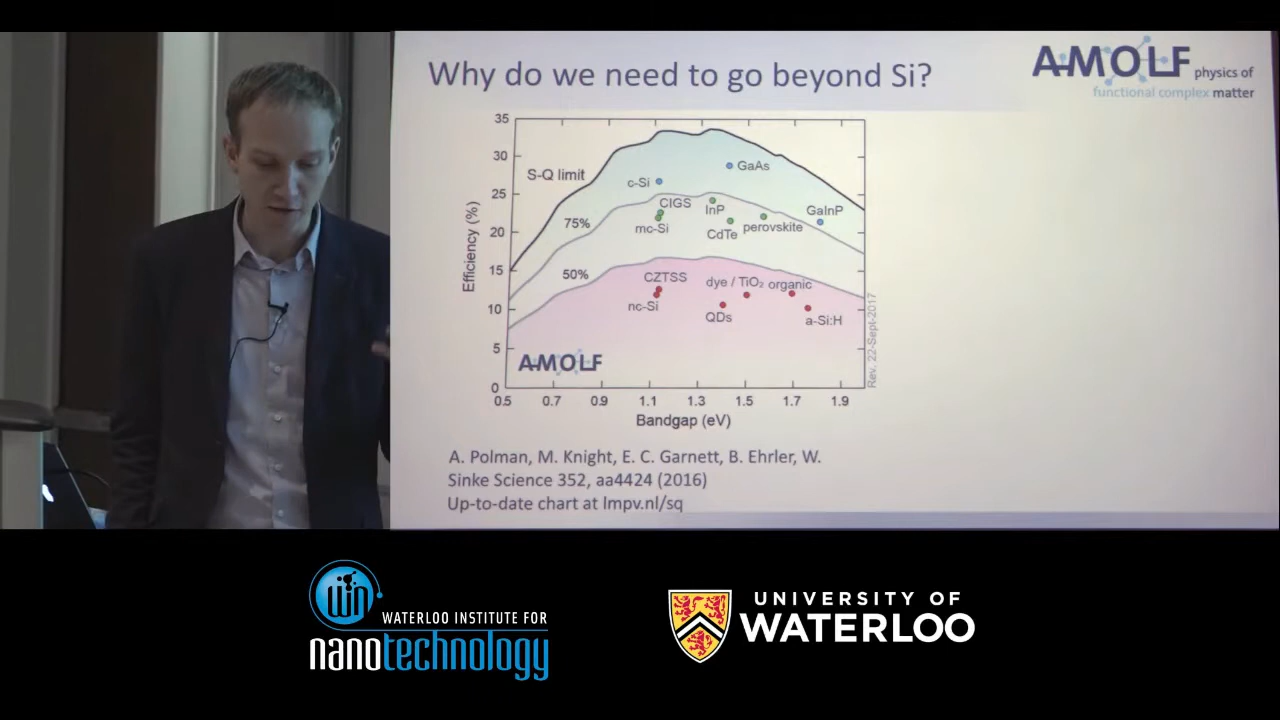 Why do we need to go beyond Si?
AMOLF physics of
functional complex matter
35
30
25
20
15
10
5
0
Efficiency (%)
S-Q limit
75%
50%
c-Si
GaAs
CIGS
mc-Si
InP
CdTe
perovskite
GaInP
CZTSS
nc-Si
dye / TiO₂
organic
QDs
a-Si:H
AMOLF
Rev. 22-Sept-2017
0.5 0.7 0.9 1.1 1.3 1.5 1.7 1.9
Bandgap (eV)
A. Polman, M. Knight, E. C. Garnett, B. Ehrler, W.
Sinke Science 352, aa4424 (2016)
Up-to-date chart at lmpv.nl/sq
WIN
WATERLOO INSTITUTE FOR
nanotechnology
UNIVERSITY OF
WATERLOO